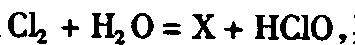 Cl₂ + H₂O = X + HClO,